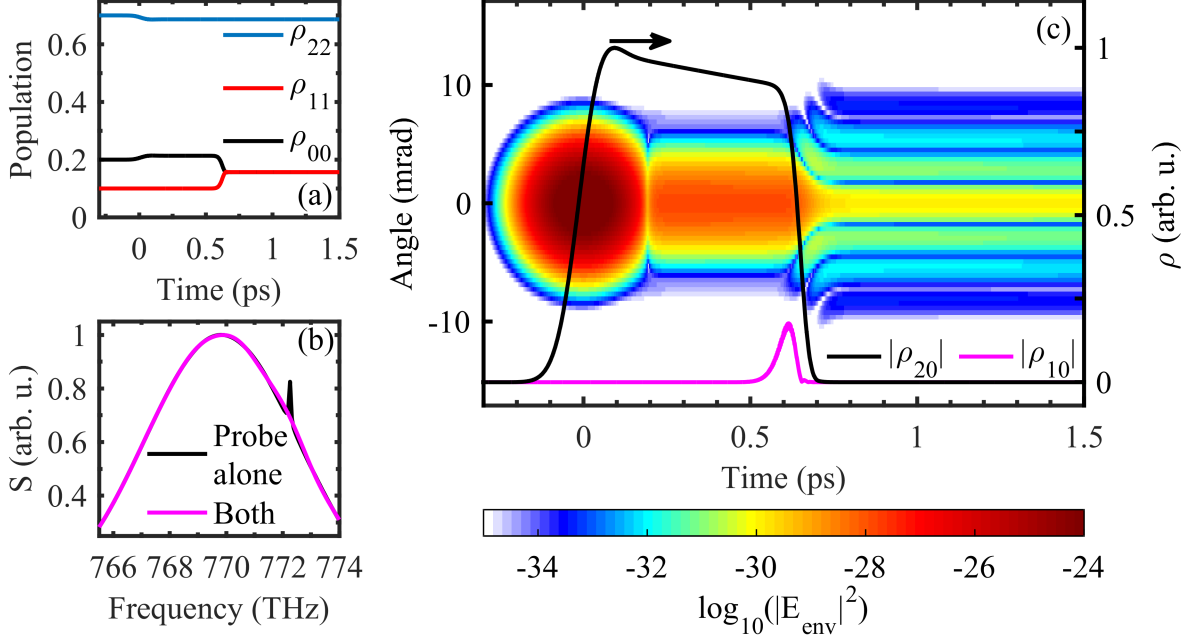 0.6
0.4
0.2
0
Population
ρ22
ρ11
ρ00
(a)
0 0.5 1 1.5
Time (ps)
1
0.8
0.6
0.4
S (arb. u.)
(b)
Probe
alone
Both
766 768 770 772 774
Frequency (THz)
(c)
10
0
-10
Angle (mrad)
1
0.5
0
ρ (arb. u.)
|ρ20| |ρ10|
0 0.5 1 1.5
Time (ps)
-34 -32 -30 -28 -26 -24
log10(|Eenv|2)